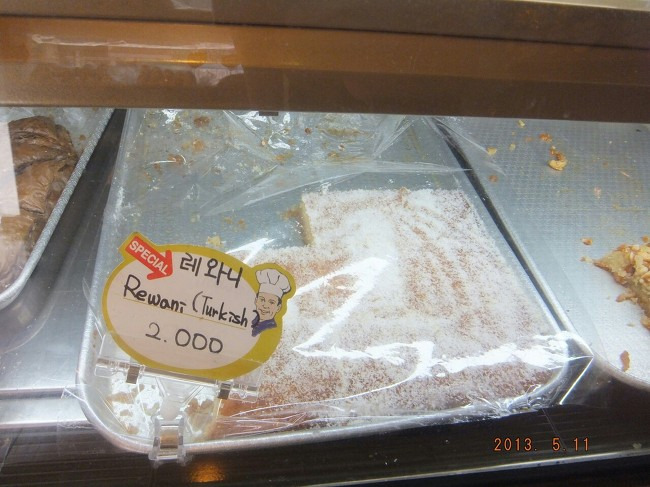 SPECIAL
레와니
Rewani (Turkish)
2.000
2013. 5.11